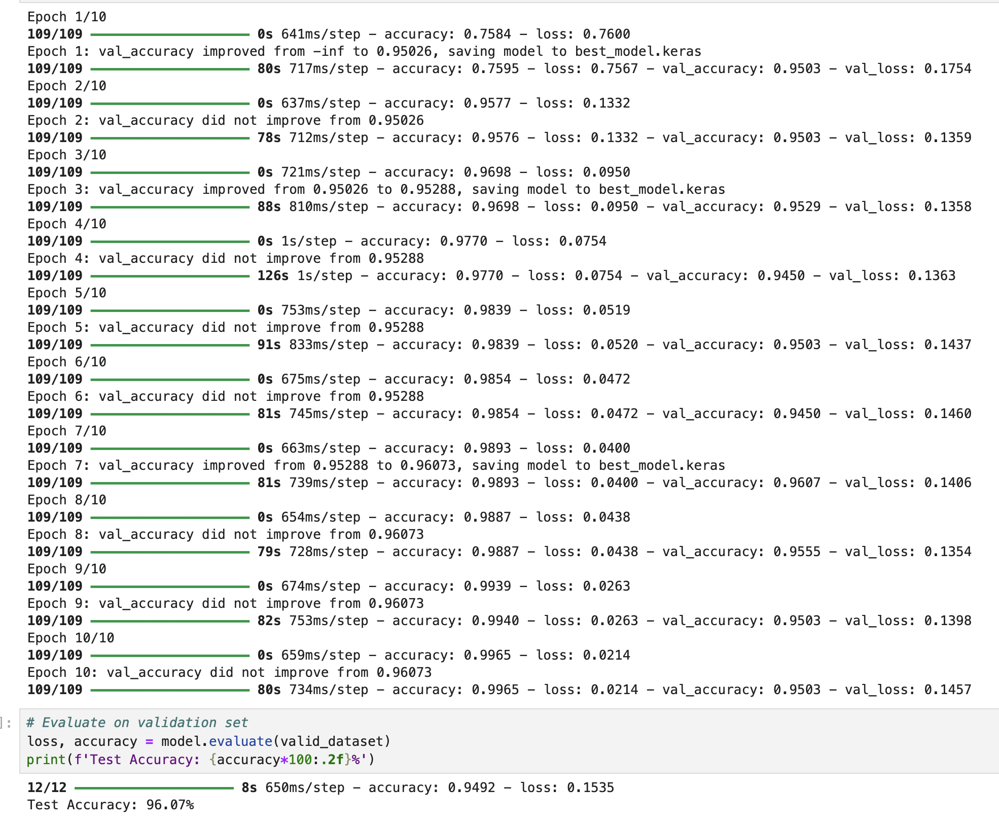 Epoch 1/10
109/109 ━━━━━━━━━━━━━━━━━━━━ 0s 641ms/step - accuracy: 0.7584 - loss: 0.7600
Epoch 1: val_accuracy improved from -inf to 0.95026, saving model to best_model.keras
109/109 ━━━━━━━━━━━━━━━━━━━━ 80s 717ms/step - accuracy: 0.7595 - loss: 0.7567 - val_accuracy: 0.9503 - val_loss: 0.1754
Epoch 2/10
109/109 ━━━━━━━━━━━━━━━━━━━━ 0s 637ms/step - accuracy: 0.9577 - loss: 0.1332
Epoch 2: val_accuracy did not improve from 0.95026
109/109 ━━━━━━━━━━━━━━━━━━━━ 78s 712ms/step - accuracy: 0.9576 - loss: 0.1332 - val_accuracy: 0.9503 - val_loss: 0.1359
Epoch 3/10
109/109 ━━━━━━━━━━━━━━━━━━━━ 0s 721ms/step - accuracy: 0.9698 - loss: 0.0950
Epoch 3: val_accuracy improved from 0.95026 to 0.95288, saving model to best_model.keras
109/109 ━━━━━━━━━━━━━━━━━━━━ 88s 810ms/step - accuracy: 0.9698 - loss: 0.0950 - val_accuracy: 0.9529 - val_loss: 0.1358
Epoch 4/10
109/109 ━━━━━━━━━━━━━━━━━━━━ 0s 1s/step - accuracy: 0.9770 - loss: 0.0754
Epoch 4: val_accuracy did not improve from 0.95288
109/109 ━━━━━━━━━━━━━━━━━━━━ 126s 1s/step - accuracy: 0.9770 - loss: 0.0754 - val_accuracy: 0.9450 - val_loss: 0.1363
Epoch 5/10
109/109 ━━━━━━━━━━━━━━━━━━━━ 0s 753ms/step - accuracy: 0.9839 - loss: 0.0519
Epoch 5: val_accuracy did not improve from 0.95288
109/109 ━━━━━━━━━━━━━━━━━━━━ 91s 833ms/step - accuracy: 0.9839 - loss: 0.0520 - val_accuracy: 0.9503 - val_loss: 0.1437
Epoch 6/10
109/109 ━━━━━━━━━━━━━━━━━━━━ 0s 675ms/step - accuracy: 0.9854 - loss: 0.0472
Epoch 6: val_accuracy did not improve from 0.95288
109/109 ━━━━━━━━━━━━━━━━━━━━ 81s 745ms/step - accuracy: 0.9854 - loss: 0.0472 - val_accuracy: 0.9450 - val_loss: 0.1460
Epoch 7/10
109/109 ━━━━━━━━━━━━━━━━━━━━ 0s 663ms/step - accuracy: 0.9893 - loss: 0.0400
Epoch 7: val_accuracy improved from 0.95288 to 0.96073, saving model to best_model.keras
109/109 ━━━━━━━━━━━━━━━━━━━━ 81s 739ms/step - accuracy: 0.9893 - loss: 0.0400 - val_accuracy: 0.9607 - val_loss: 0.1406
Epoch 8/10
109/109 ━━━━━━━━━━━━━━━━━━━━ 0s 654ms/step - accuracy: 0.9887 - loss: 0.0438
Epoch 8: val_accuracy did not improve from 0.96073
109/109 ━━━━━━━━━━━━━━━━━━━━ 79s 728ms/step - accuracy: 0.9887 - loss: 0.0438 - val_accuracy: 0.9555 - val_loss: 0.1354
Epoch 9/10
109/109 ━━━━━━━━━━━━━━━━━━━━ 0s 674ms/step - accuracy: 0.9939 - loss: 0.0263
Epoch 9: val_accuracy did not improve from 0.96073
109/109 ━━━━━━━━━━━━━━━━━━━━ 82s 753ms/step - accuracy: 0.9940 - loss: 0.0263 - val_accuracy: 0.9503 - val_loss: 0.1398
Epoch 10/10
109/109 ━━━━━━━━━━━━━━━━━━━━ 0s 659ms/step - accuracy: 0.9965 - loss: 0.0214
Epoch 10: val_accuracy did not improve from 0.96073
109/109 ━━━━━━━━━━━━━━━━━━━━ 80s 734ms/step - accuracy: 0.9965 - loss: 0.0214 - val_accuracy: 0.9503 - val_loss: 0.1457
]: # Evaluate on validation set
loss, accuracy = model.evaluate(valid_dataset)
print(f'Test Accuracy: {accuracy*100:.2f}%')
12/12 ━━━━━━━━━━━━━━━━━━━━ 8s 650ms/step - accuracy: 0.9492 - loss: 0.1535
Test Accuracy: 96.07%